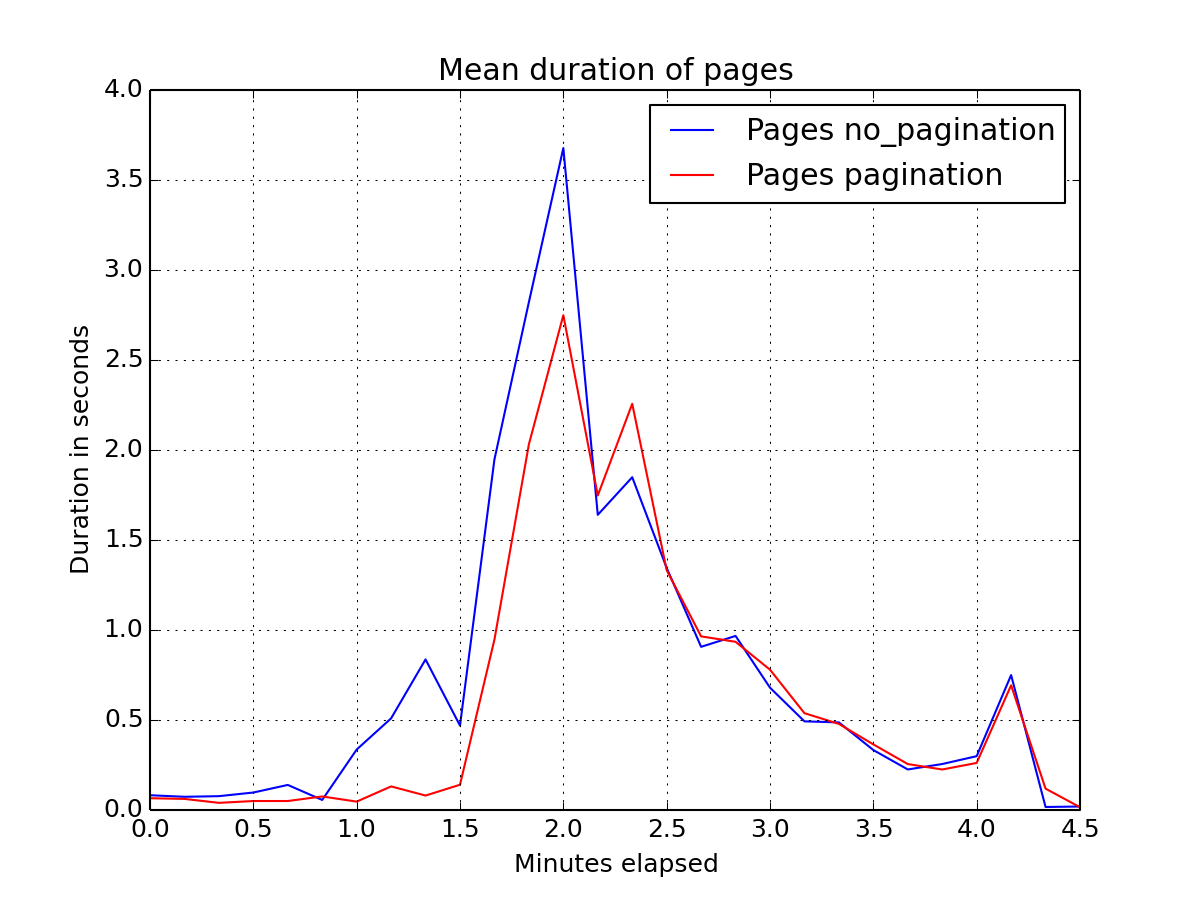 Mean duration of pages
4.0
3.5
3.0
2.5
2.0
1.5
1.0
0.5
0.0
Duration in seconds
Pages no_pagination
Pages pagination
0.0 0.5 1.0 1.5 2.0 2.5 3.0 3.5 4.0 4.5
Minutes elapsed